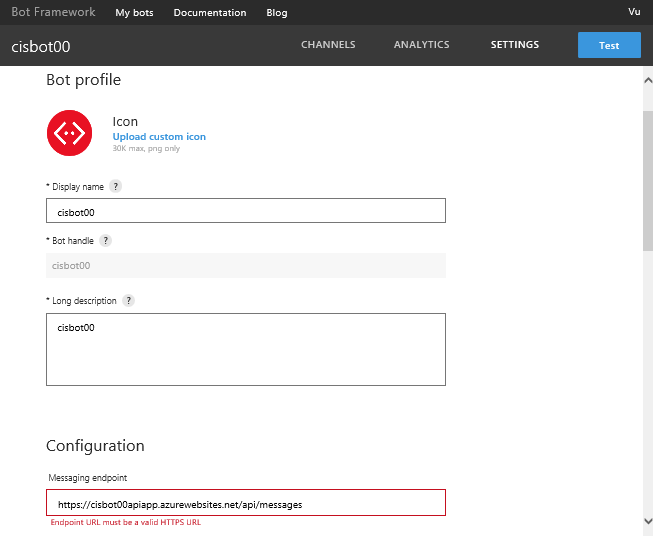 Bot Framework My bots Documentation Blog Vu
cisbot00 CHANNELS ANALYTICS SETTINGS Test
Bot profile
Icon
Upload custom icon
30K max, png only
* Display name ?
cisbot00
* Bot handle ?
cisbot00
* Long description ?
cisbot00
Configuration
Messaging endpoint
https://cisbot00apiapp.azurewebsites.net/api/messages
Endpoint URL must be a valid HTTPS URL